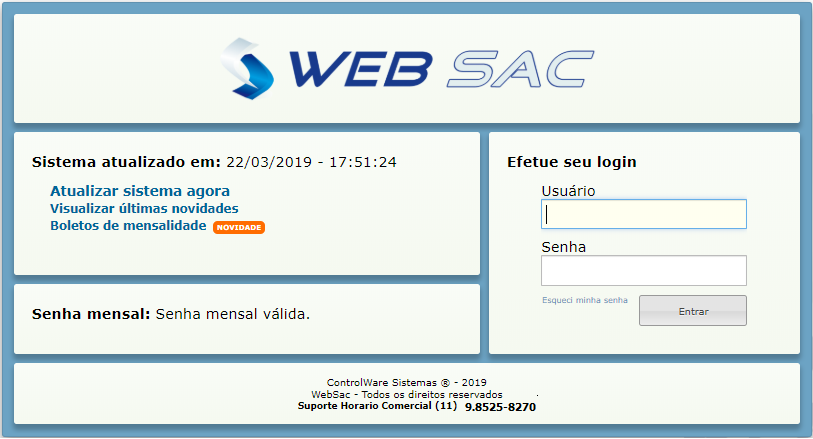 WEB SAC
Sistema atualizado em: 22/03/2019 - 17:51:24
Atualizar sistema agora
Visualizar últimas novidades
Boletos de mensalidade NOVIDADE
Senha mensal: Senha mensal válida.
Efetue seu login
Usuário
Senha
Esqueci minha senha
Entrar
ControlWare Sistemas ® - 2019
WebSac - Todos os direitos reservados
Suporte Horario Comercial (11) 9.8525-8270